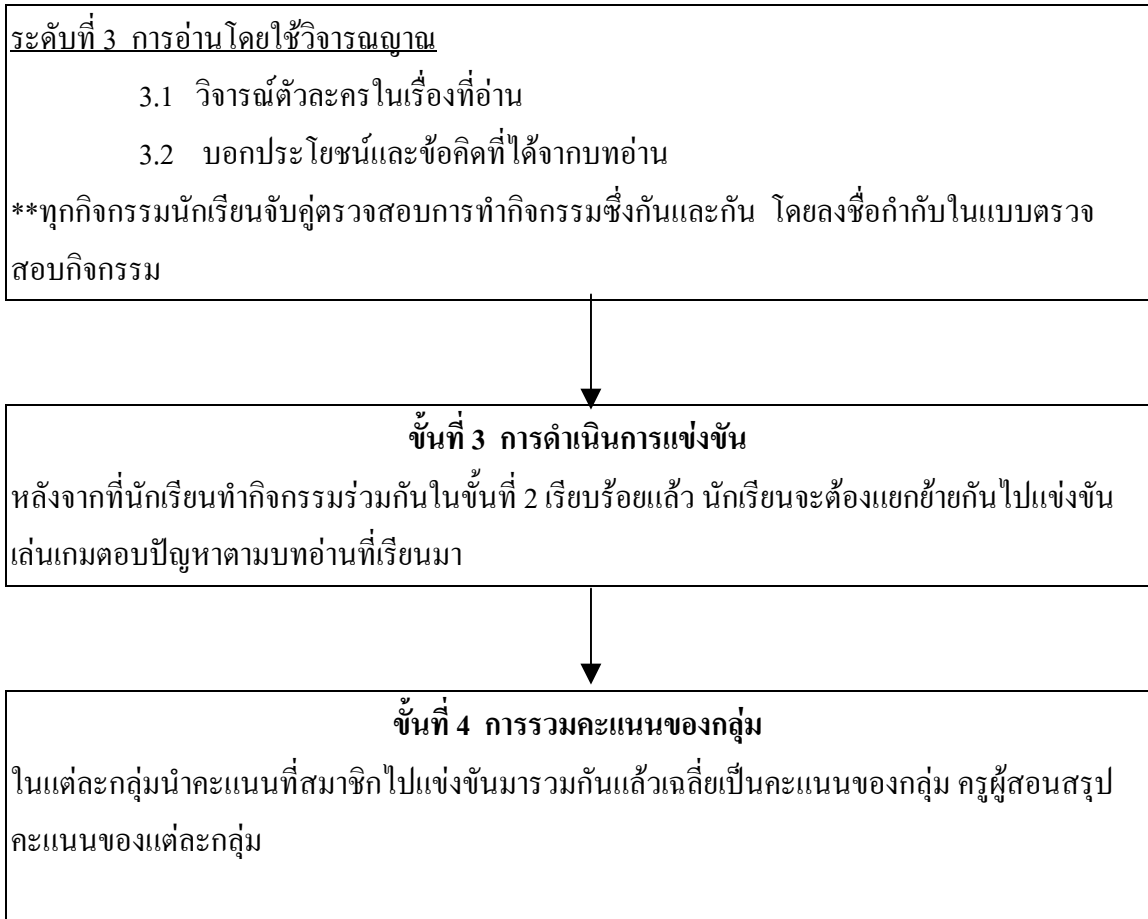 ระดับที่ 3 การอ่านโดยใช้วิจารณญาณ
3.1 วิจารณ์ตัวละครในเรื่องที่อ่าน
3.2 บอกประโยชน์และข้อคิดที่ได้จากบทอ่าน
**ทุกกิจกรรมนักเรียนจับคู่ตรวจสอบการทำกิจกรรมซึ่งกันและกัน โดยลงชื่อกำกับในแบบตรวจ
สอบกิจกรรม
ขั้นที่ 3 การดำเนินการแข่งขัน
หลังจากที่นักเรียนทำกิจกรรมร่วมกันในขั้นที่ 2 เรียบร้อยแล้ว นักเรียนจะต้องแยกย้ายกันไปแข่งขัน
เล่นเกมตอบปัญหาตามบทอ่านที่เรียนมา
ขั้นที่ 4 การรวมคะแนนของกลุ่ม
ในแต่ละกลุ่มนำคะแนนที่สมาชิกไปแข่งขันมารวมกันแล้วเฉลี่ยเป็นคะแนนของกลุ่ม ครูผู้สอนสรุป
คะแนนของแต่ละกลุ่ม